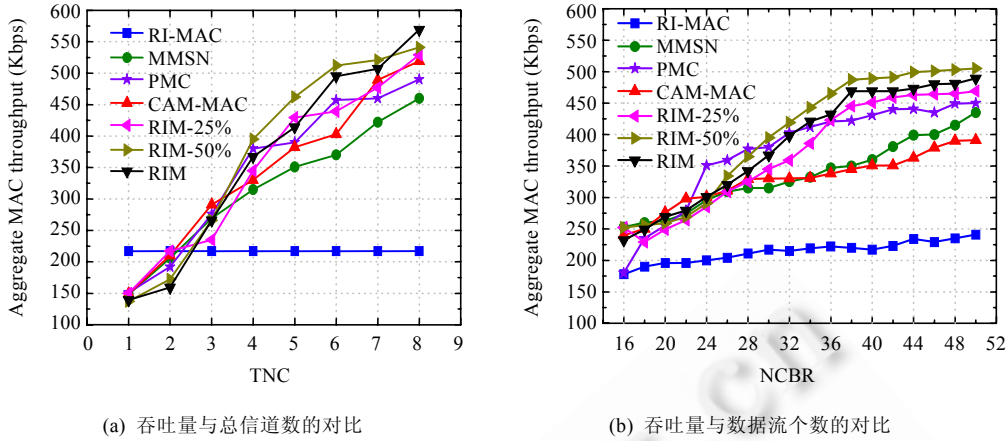 Aggregate MAC throughput (Kbps)
600
550
500
450
400
350
300
250
200
150
100
RI-MAC
MMSN
PMC
CAM-MAC
RIM-25%
RIM-50%
RIM
0 1 2 3 4 5 6 7 8 9
TNC
(a) 吞吐量与总信道数的对比
Aggregate MAC throughput (Kbps)
600
550
500
450
400
350
300
250
200
150
100
RI-MAC
MMSN
PMC
CAM-MAC
RIM-25%
RIM-50%
RIM
16 20 24 28 32 36 40 44 48 52
NCBR
(b) 吞吐量与数据流个数的对比